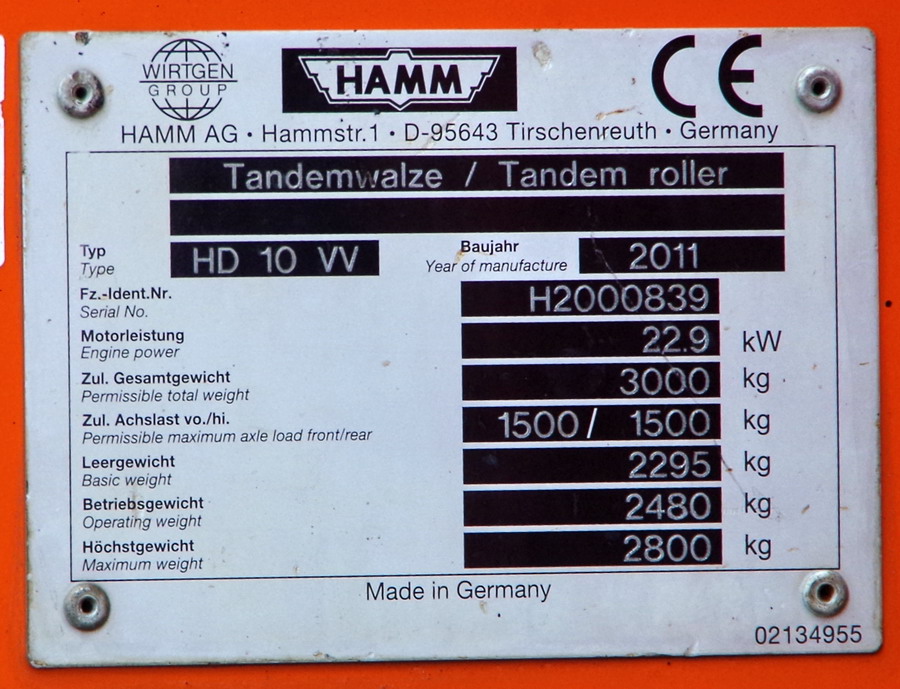 WIRTGEN
GROUP
HAMM
CE
HAMM AG · Hammstr.1 · D-95643 Tirschenreuth · Germany
Tandemwalze / Tandem roller
Typ
Type
HD 10 VV
Baujahr
Year of manufacture
2011
Fz.-Ident.Nr.
Serial No.
H2000839
Motorleistung
Engine power
22.9 kW
Zul. Gesamtgewicht
Permissible total weight
3000 kg
Zul. Achslast vo./hi.
Permissible maximum axle load front/rear
1500 / 1500 kg
Leergewicht
Basic weight
2295 kg
Betriebsgewicht
Operating weight
2480 kg
Höchstgewicht
Maximum weight
2800 kg
Made in Germany
02134955